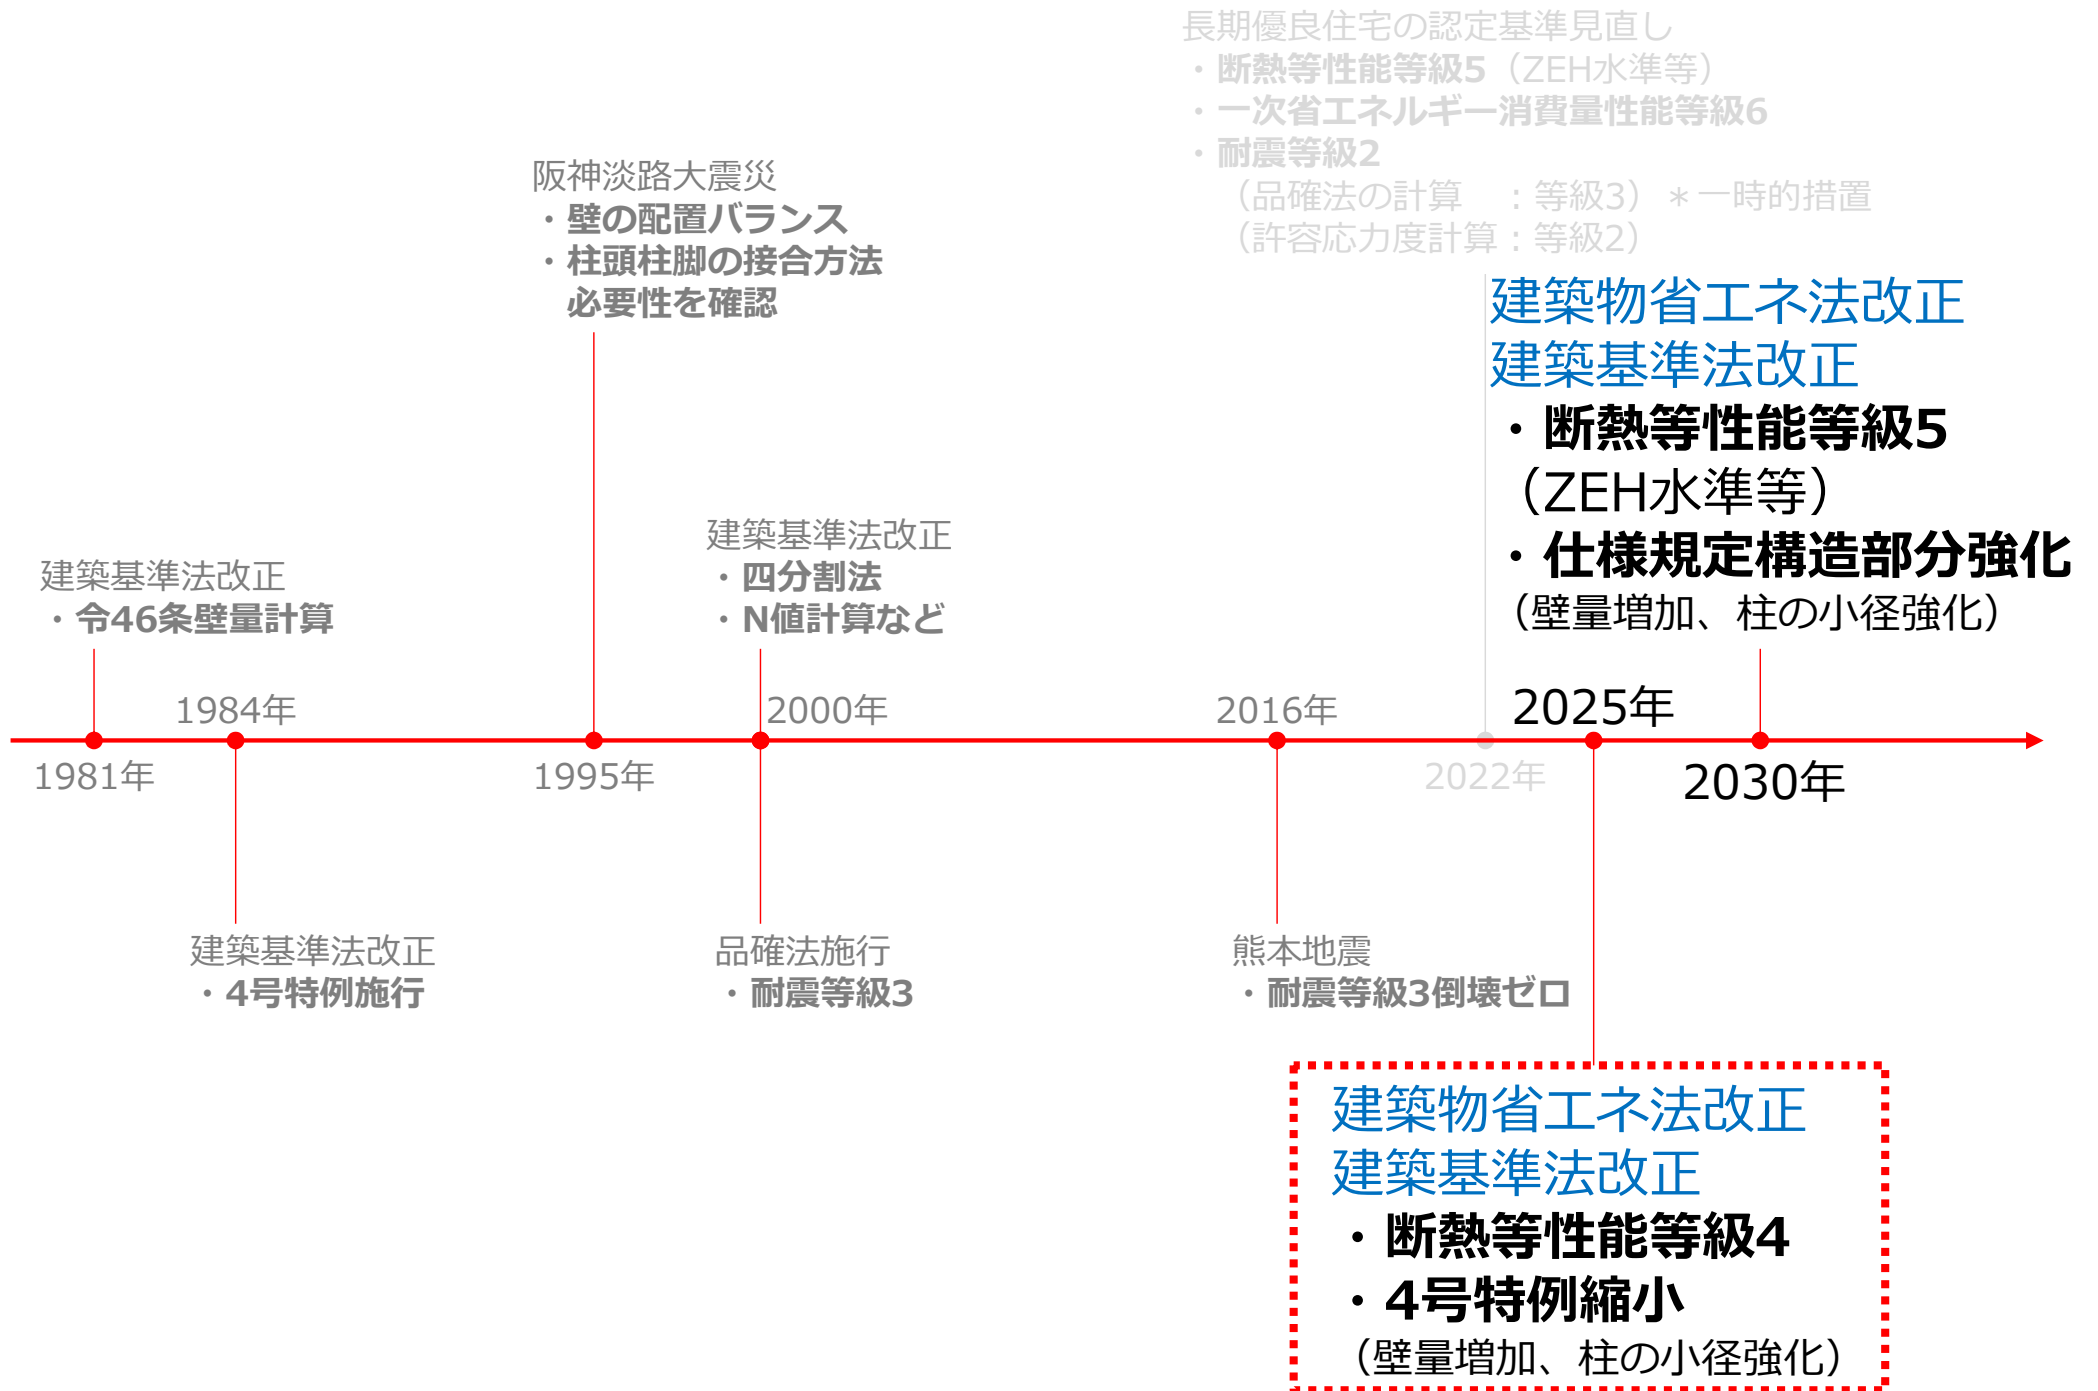 長期優良住宅の認定基準見直し
・断熱等性能等級5（ZEH水準等）
・一次省エネルギー消費量性能等級6
・耐震等級2
（品確法の計算　：等級3）＊一時的措置
（許容応力度計算：等級2）
阪神淡路大震災
・壁の配置バランス
・柱頭柱脚の接合方法
必要性を確認
建築物省エネ法改正
建築基準法改正
・断熱等性能等級5
（ZEH水準等）
・仕様規定構造部分強化
（壁量増加、柱の小径強化）
建築基準法改正
・四分割法
・N値計算など
建築基準法改正
・令46条壁量計算
1984年
2000年
2016年
2025年
1981年
1995年
2022年
2030年
建築基準法改正
・4号特例施行
品確法施行
・耐震等級3
熊本地震
・耐震等級3倒壊ゼロ
建築物省エネ法改正
建築基準法改正
・断熱等性能等級4
・4号特例縮小
（壁量増加、柱の小径強化）